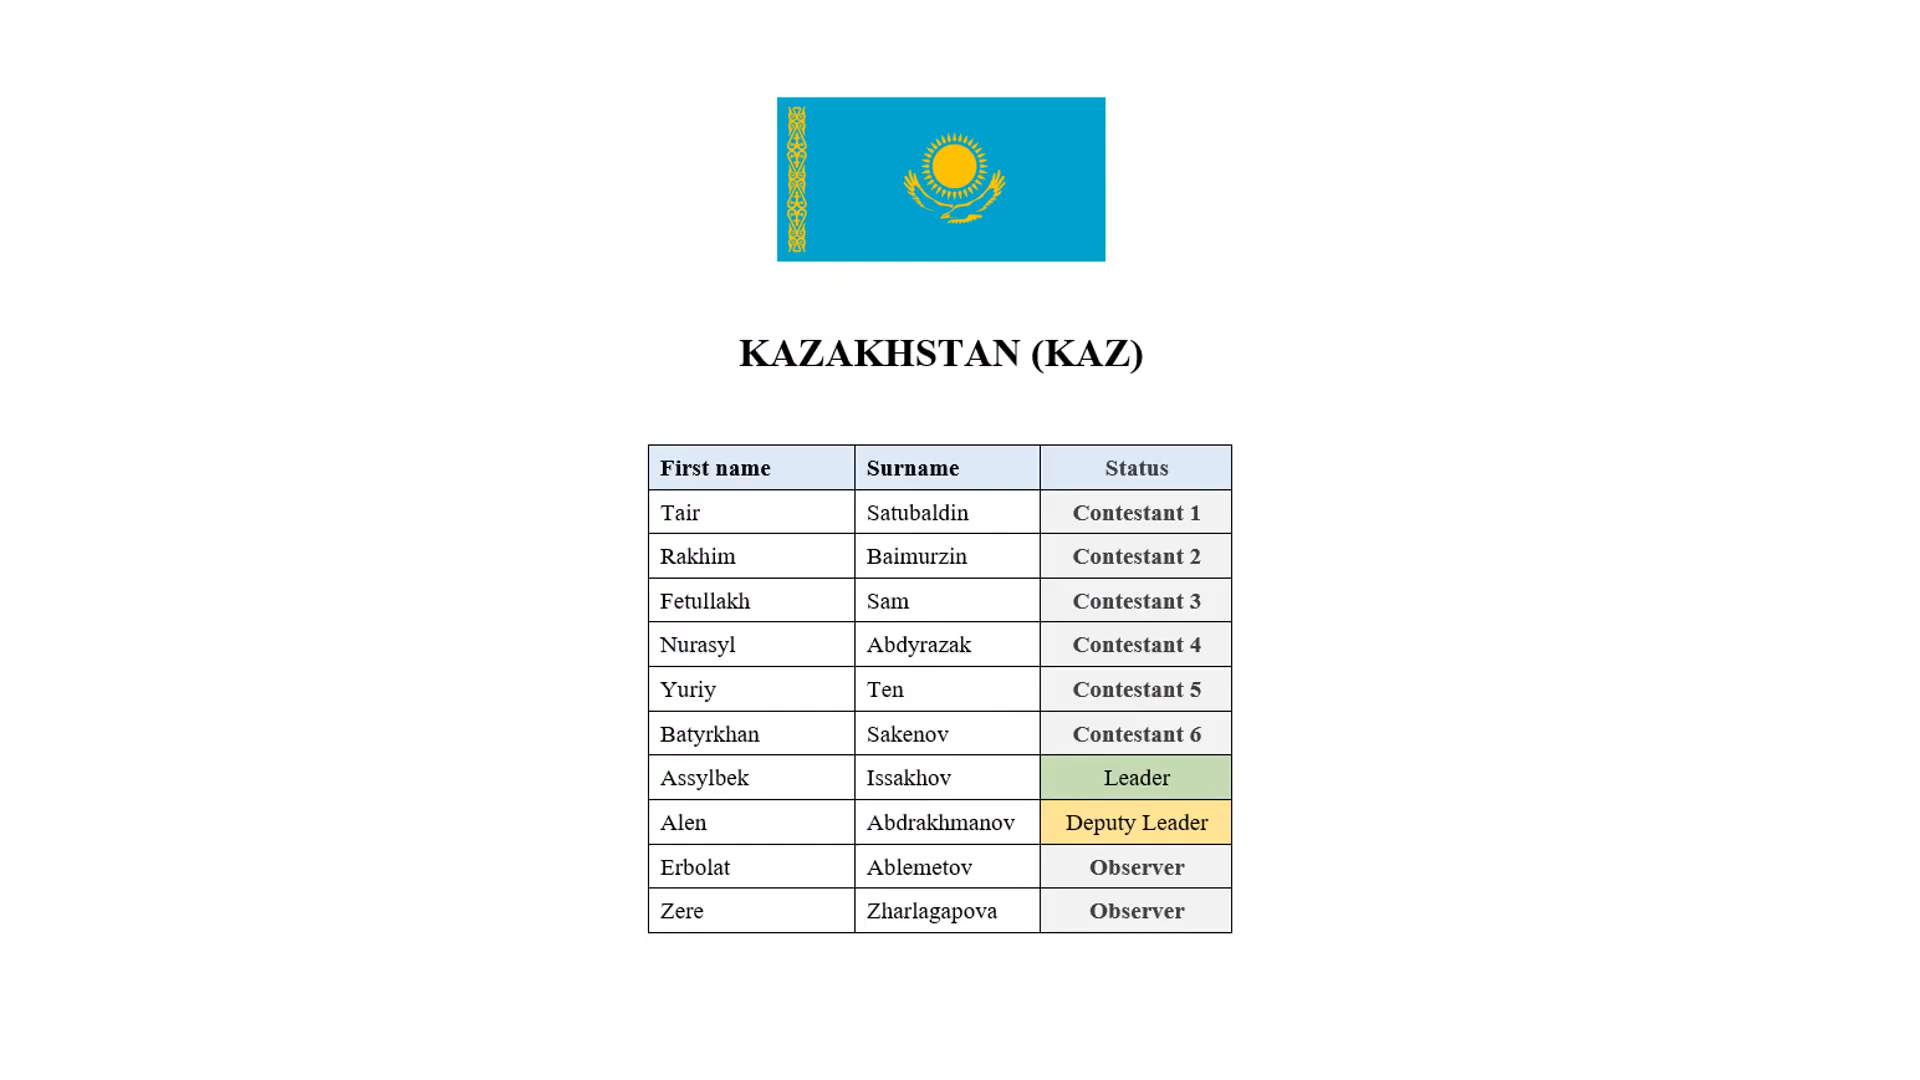 KAZAKHSTAN (KAZ)
First name Surname Status
Tair Satubaldin Contestant 1
Rakhim Baimurzin Contestant 2
Fetullakh Sam Contestant 3
Nurasyl Abdyrazak Contestant 4
Yuriy Ten Contestant 5
Batyrkhan Sakenov Contestant 6
Assylbek Issakhov Leader
Alen Abdrakhmanov Deputy Leader
Erbolat Ablemetov Observer
Zere Zharlagapova Observer